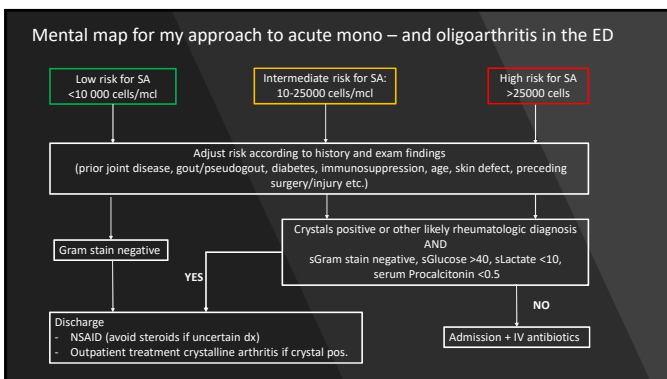 Mental map for my approach to acute mono – and oligoarthritis in the ED
Low risk for SA
<10 000 cells/mcl
Intermediate risk for SA:
10-25000 cells/mcl
High risk for SA
>25000 cells
Adjust risk according to history and exam findings
(prior joint disease, gout/pseudogout, diabetes, immunosuppression, age, skin defect, preceding
surgery/injury etc.)
Crystals positive or other likely rheumatologic diagnosis
AND
sGram stain negative, sGlucose >40, sLactate <10,
serum Procalcitonin <0.5
Gram stain negative
YES
NO
Discharge
- NSAID (avoid steroids if uncertain dx)
- Outpatient treatment crystalline arthritis if crystal pos.
Admission + IV antibiotics